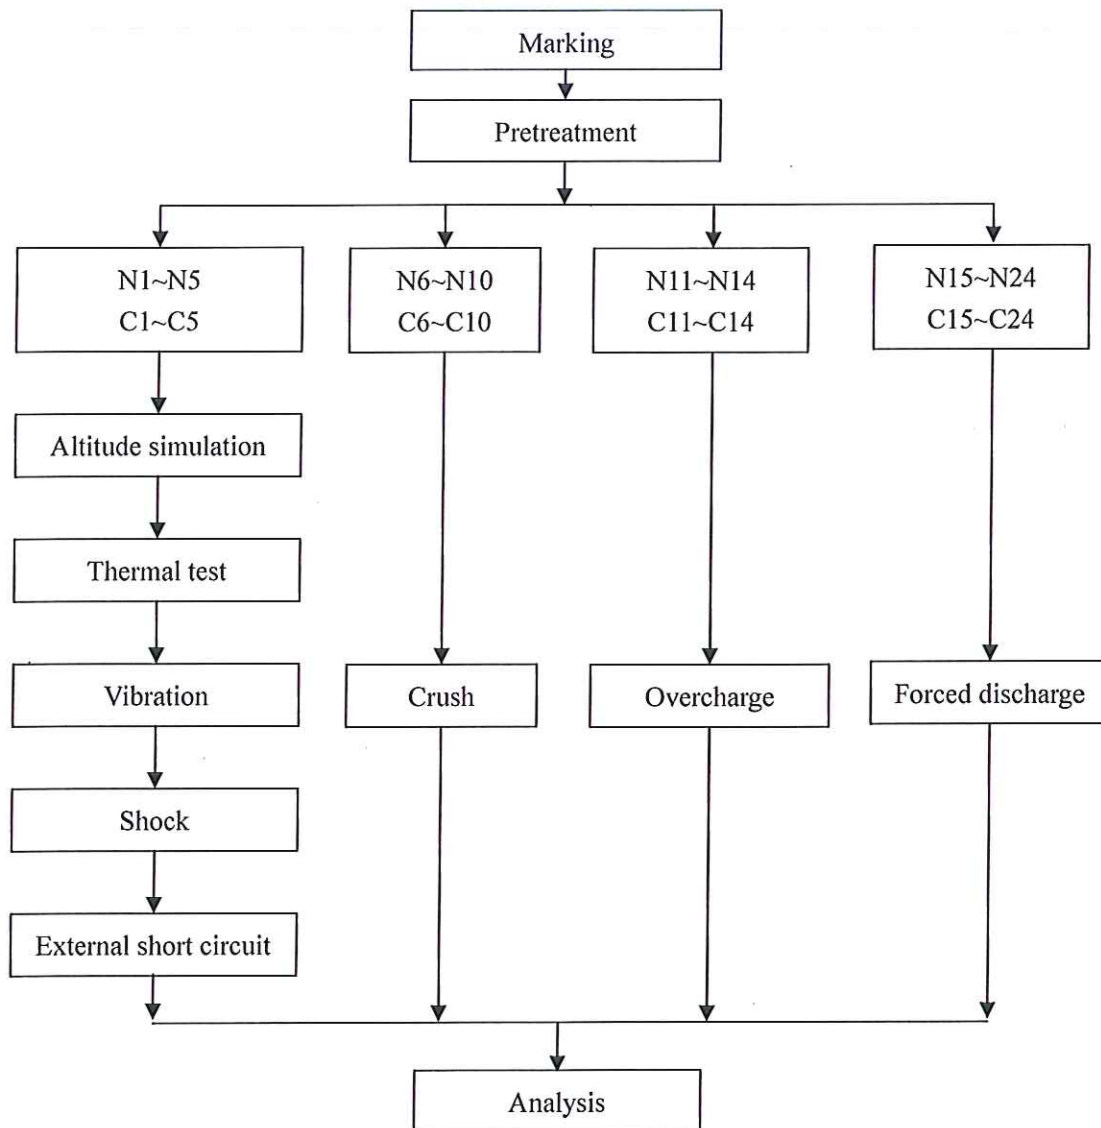 Marking
Pretreatment
N1~N5
C1~C5
N6~N10
C6~C10
N11~N14
C11~C14
N15~N24
C15~C24
Altitude simulation
Thermal test
Vibration
Crush
Overcharge
Forced discharge
Shock
External short circuit
Analysis